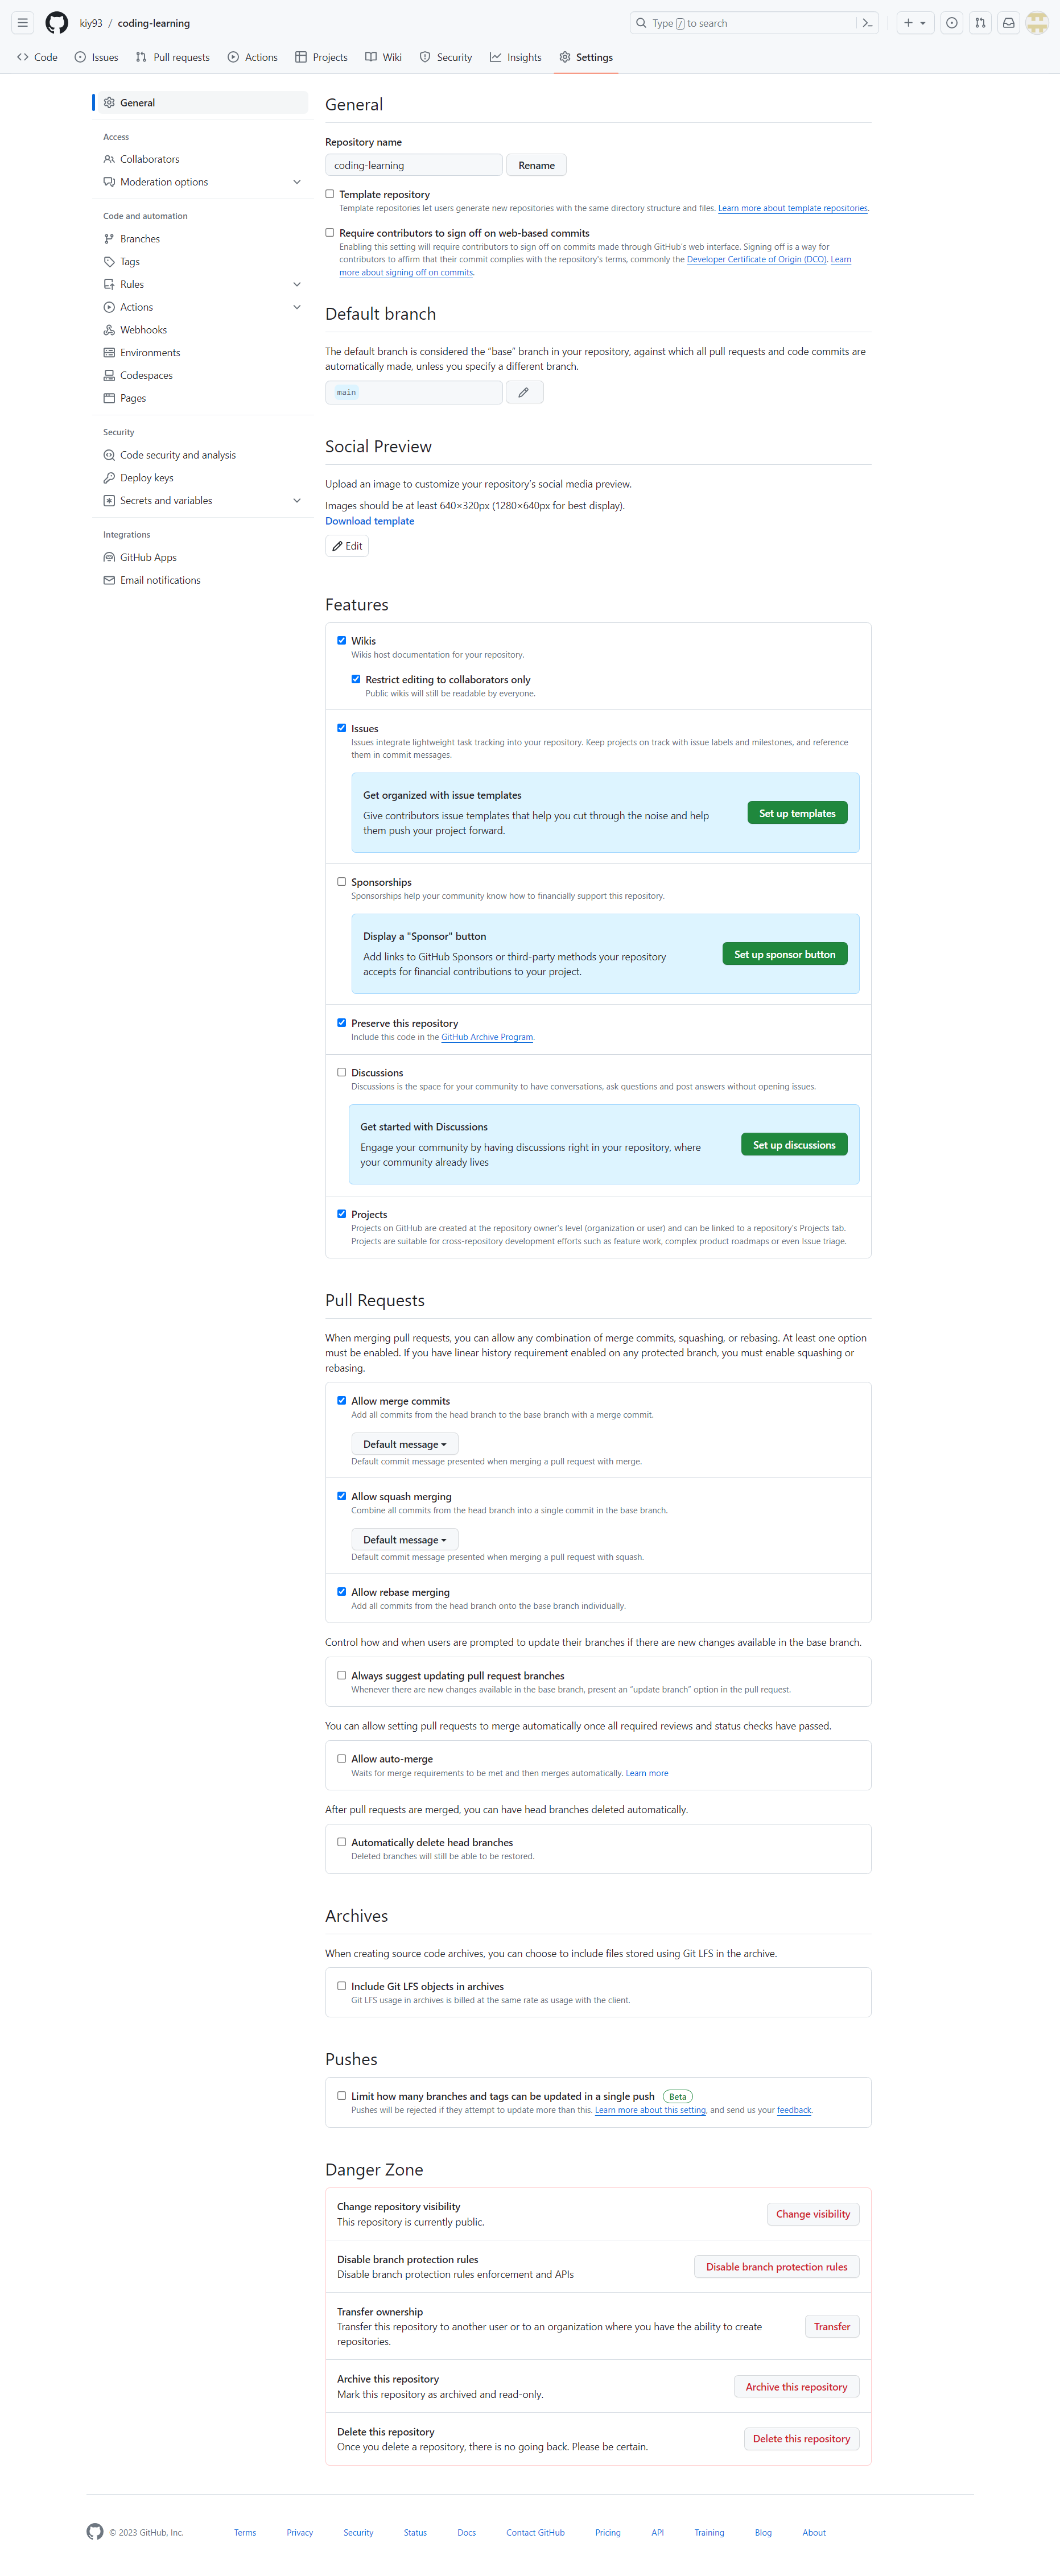 kiy93 / coding-learning
Type / to search
Code
Issues
Pull requests
Actions
Projects
Wiki
Security
Insights
Settings
General
Access
Collaborators
Moderation options
Code and automation
Branches
Tags
Rules
Actions
Webhooks
Environments
Codespaces
Pages
Security
Code security and analysis
Deploy keys
Secrets and variables
Integrations
GitHub Apps
Email notifications
General
Repository name
coding-learning
Rename
Template repository
Template repositories let users generate new repositories with the same directory structure and files. Learn more about template repositories.
Require contributors to sign off on web-based commits
Enabling this setting will require contributors to sign off on commits made through GitHub's web interface. Signing off is a way for
contributors to affirm that their commit complies with the repository's terms, commonly the Developer Certificate of Origin (DCO). Learn
more about signing off on commits.
Default branch
The default branch is considered the “base” branch in your repository, against which all pull requests and code commits are
automatically made, unless you specify a different branch.
main
Social Preview
Upload an image to customize your repository's social media preview.
Images should be at least 640×320px (1280×640px for best display).
Download template
Edit
Features
Wikis
Wikis host documentation for your repository.
Restrict editing to collaborators only
Public wikis will still be readable by everyone.
Issues
Issues integrate lightweight task tracking into your repository. Keep projects on track with issue labels and milestones, and reference
them in commit messages.
Get organized with issue templates
Give contributors issue templates that help you cut through the noise and help
them push your project forward.
Set up templates
Sponsorships
Sponsorships help your community know how to financially support this repository.
Display a "Sponsor" button
Add links to GitHub Sponsors or third-party methods your repository
accepts for financial contributions to your project.
Set up sponsor button
Preserve this repository
Include this code in the GitHub Archive Program.
Discussions
Discussions is the space for your community to have conversations, ask questions and post answers without opening issues.
Get started with Discussions
Engage your community by having discussions right in your repository, where
your community already lives
Set up discussions
Projects
Projects on GitHub are created at the repository owner's level (organization or user) and can be linked to a repository's Projects tab.
Projects are suitable for cross-repository development efforts such as feature work, complex product roadmaps or even Issue triage.
Pull Requests
When merging pull requests, you can allow any combination of merge commits, squashing, or rebasing. At least one option
must be enabled. If you have linear history requirement enabled on any protected branch, you must enable squashing or
rebasing.
Allow merge commits
Add all commits from the head branch to the base branch with a merge commit.
Default message
Default commit message presented when merging a pull request with merge.
Allow squash merging
Combine all commits from the head branch into a single commit in the base branch.
Default message
Default commit message presented when merging a pull request with squash.
Allow rebase merging
Add all commits from the head branch onto the base branch individually.
Control how and when users are prompted to update their branches if there are new changes available in the base branch.
Always suggest updating pull request branches
Whenever there are new changes available in the base branch, present an “update branch” option in the pull request.
You can allow setting pull requests to merge automatically once all required reviews and status checks have passed.
Allow auto-merge
Waits for merge requirements to be met and then merges automatically. Learn more
After pull requests are merged, you can have head branches deleted automatically.
Automatically delete head branches
Deleted branches will still be able to be restored.
Archives
When creating source code archives, you can choose to include files stored using Git LFS in the archive.
Include Git LFS objects in archives
Git LFS usage in archives is billed at the same rate as usage with the client.
Pushes
Limit how many branches and tags can be updated in a single push Beta
Pushes will be rejected if they attempt to update more than this. Learn more about this setting, and send us your feedback.
Danger Zone
Change repository visibility
This repository is currently public.
Change visibility
Disable branch protection rules
Disable branch protection rules enforcement and APIs
Disable branch protection rules
Transfer ownership
Transfer this repository to another user or to an organization where you have the ability to create
repositories.
Transfer
Archive this repository
Mark this repository as archived and read-only.
Archive this repository
Delete this repository
Once you delete a repository, there is no going back. Please be certain.
Delete this repository
© 2023 GitHub, Inc.
Terms
Privacy
Security
Status
Docs
Contact GitHub
Pricing
API
Training
Blog
About